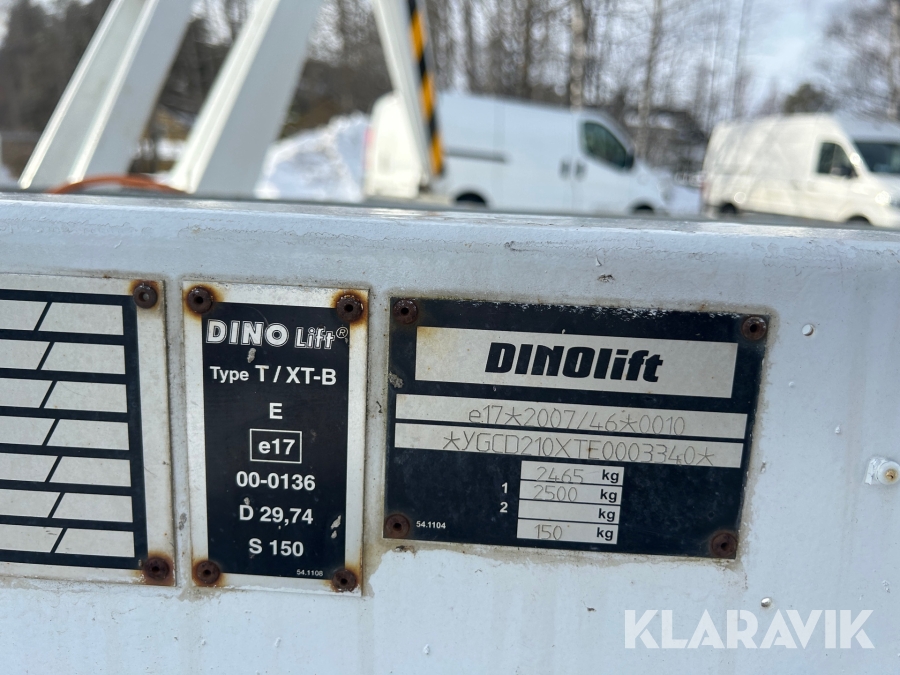 DINO Lift®
Type T/XT-B
E
e17
00-0136
D 29,74
S 150
54.1108
DINOlift
e17*2007/46*0010
*YGCD210XTE0003340*
2465 kg
1 2500 kg
2 kg
150 kg
54.1104
KLARAVIK